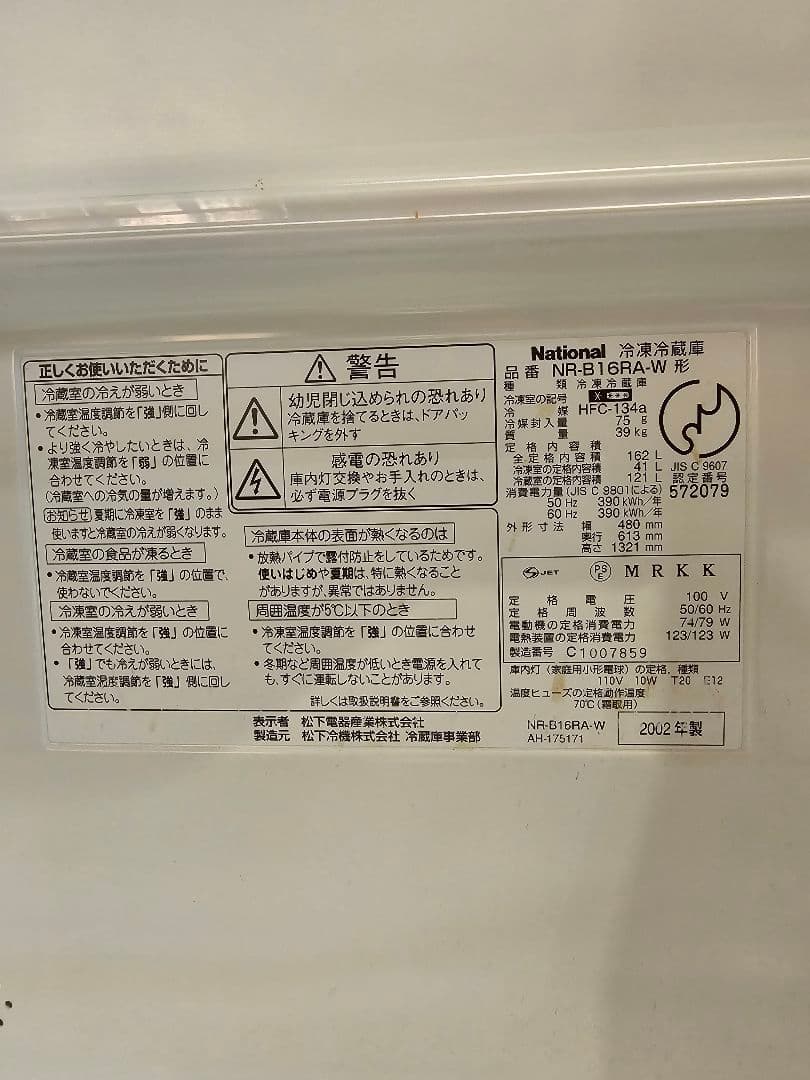 正しくお使いいただくために
冷蔵室の冷えが弱いとき
・冷蔵室温度調節を「強」側に回し
てください。
・より強く冷やしたいときは、冷
凍室温度調節を「弱」の位置に
合わせてください。
(冷蔵室への冷気の量が増えます。)
お知らせ 夏期に冷凍室を「強」のまま
使いますと冷蔵室の冷えが弱くなります。
冷蔵室の食品が凍るとき
・冷蔵室温度調節を「強」の位置で、
使わないでください。
冷凍室の冷えが弱いとき
・冷凍室温度調節を「強」の位置に
合わせてください。
・「強」でも冷えが弱いときには、
冷蔵室温度調節を「強」側に回し
てください。
警告
幼児閉じ込められの恐れあり
冷蔵庫を捨てるときは、ドアパッ
キングを外す
感電の恐れあり
庫内灯交換やお手入れのときは、
必ず電源プラグを抜く
冷蔵庫本体の表面が熱くなるのは
・放熱パイプで露付防止をしているためです。
使いはじめや夏期は、特に熱くなること
がありますが、異常ではありません。
周囲温度が5℃以下のとき
・冷凍室温度調節を「強」の位置に合わせ
てください。
・冬期など周囲温度が低いとき電源を入れて
も、すぐに運転しないことがあります。
詳しくは取扱説明書をご参照ください。
表示者 松下電器産業株式会社
製造元 松下冷機株式会社 冷蔵庫事業部
National 冷凍冷蔵庫
品番 NR-B16RA-W 形
種類 冷凍冷蔵庫
冷凍室の記号
冷媒 HFC-134a
冷媒封入量 75 g
質量 39 kg
定格内容積
全定格内容積 162 L
冷凍室の定格内容積 41 L
冷蔵室の定格内容積 121 L
JIS C 9607
認定番号
572079
消費電力量(JIS C 9801による)
50 Hz 390 kWh/年
60 Hz 390 kWh/年
外形寸法 幅 480 mm
奥行 613 mm
高さ 1321 mm
JET PSE MRKK
定格電圧 100 V
定格周波数 50/60 Hz
電動機の定格消費電力 74/79 W
電熱装置の定格消費電力 123/123 W
製造番号 C1007859
庫内灯(家庭用小形電球)の定格、種類
110V 10W T20 E12
温度ヒューズの定格動作温度
70℃(霜取用)
NR-B16RA-W
AH-175171
2002年製